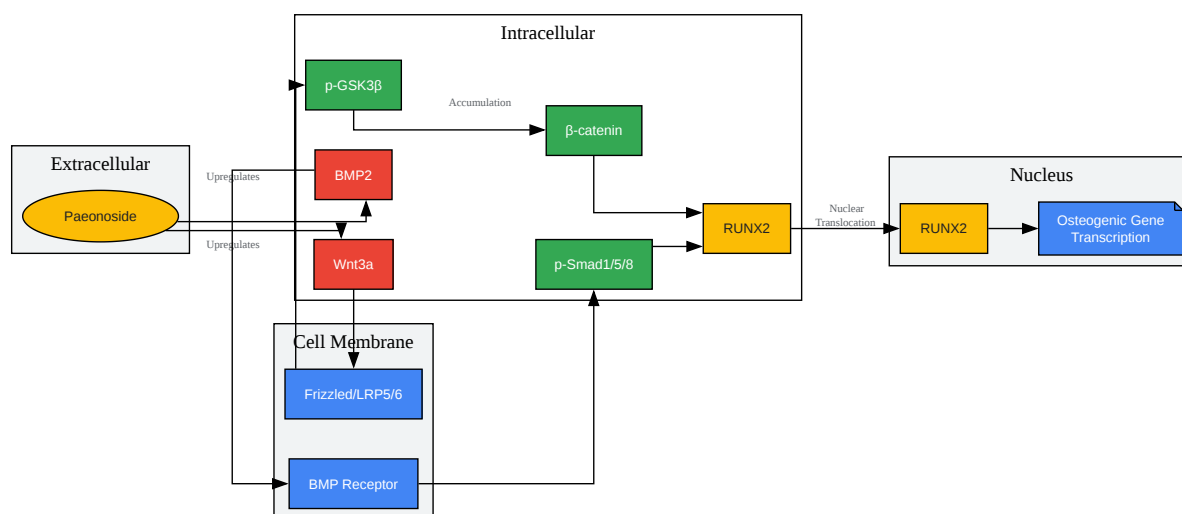 Intracellular
p-GSK3β
Accumulation
β-catenin
Extracellular
Paeonoside
Upregulates
Upregulates
BMP2
Wnt3a
p-Smad1/5/8
RUNX2
Nuclear
Translocation
Nucleus
RUNX2
Osteogenic Gene
Transcription
Cell Membrane
Frizzled/LRP5/6
BMP Receptor